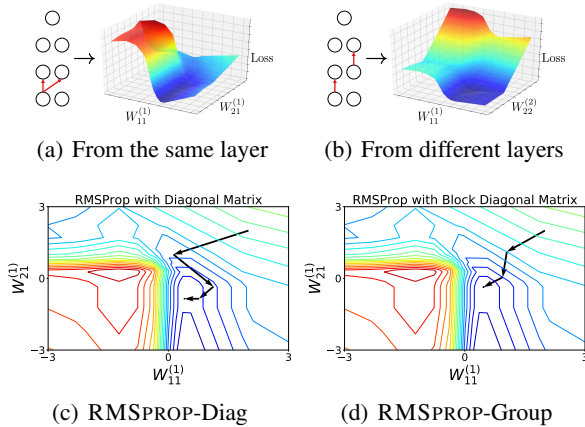 Loss
W_{11}^{(1)}
W_{21}^{(1)}
(a) From the same layer
Loss
W_{11}^{(1)}
W_{22}^{(2)}
(b) From different layers
RMSProp with Diagonal Matrix
3
0
−3
W_{21}^{(1)}
−3 0 3
W_{11}^{(1)}
(c) RMSPROP-Diag
RMSProp with Block Diagonal Matrix
3
0
−3
W_{21}^{(1)}
−3 0 3
W_{11}^{(1)}
(d) RMSPROP-Group